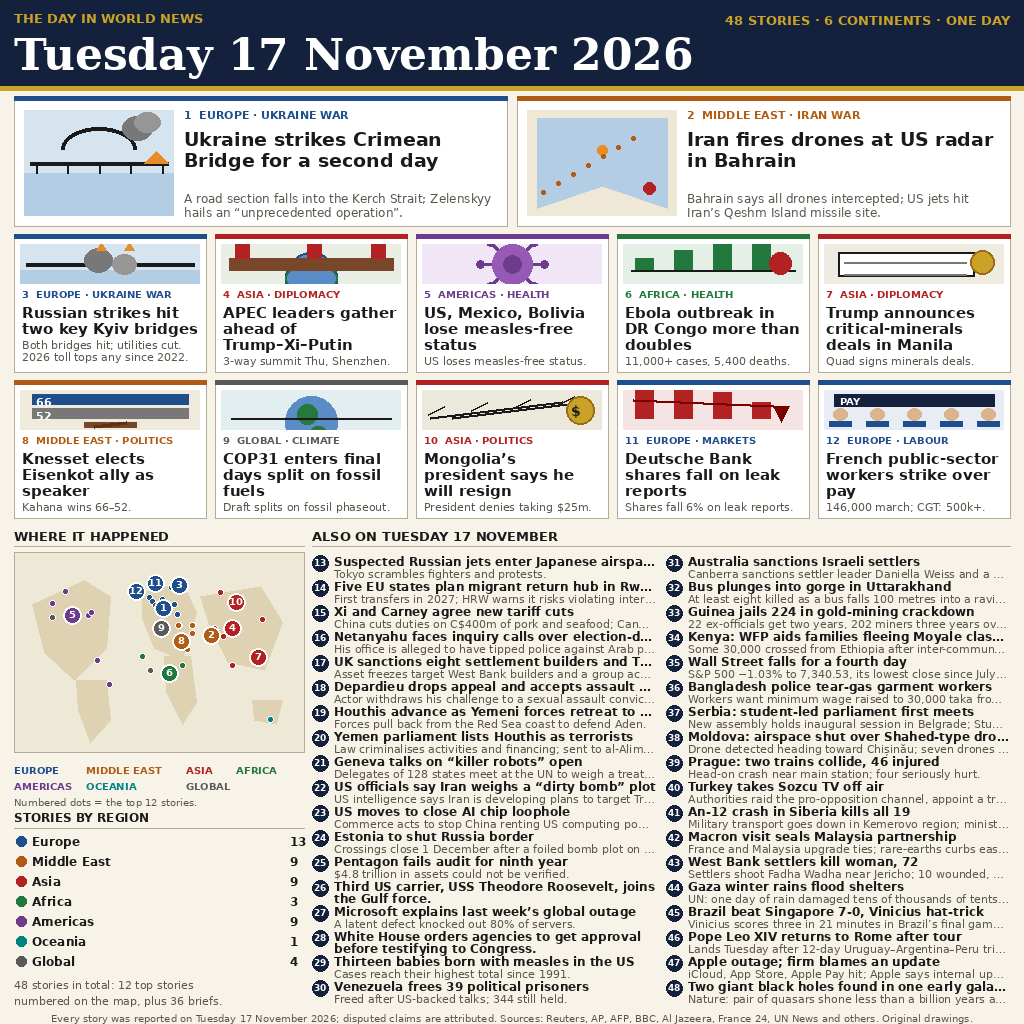 THE DAY IN WORLD NEWS
48 STORIES · 6 CONTINENTS · ONE DAY
Tuesday 17 November 2026
1 EUROPE · UKRAINE WAR
Ukraine strikes Crimean
Bridge for a second day
A road section falls into the Kerch Strait; Zelenskyy
hails an “unprecedented operation”.
2 MIDDLE EAST · IRAN WAR
Iran fires drones at US radar
in Bahrain
Bahrain says all drones intercepted; US jets hit
Iran’s Qeshm Island missile site.
3 EUROPE · UKRAINE WAR
Russian strikes hit
two key Kyiv bridges
Both bridges hit; utilities cut.
2026 toll tops any since 2022.
4 ASIA · DIPLOMACY
APEC leaders gather
ahead of
Trump–Xi–Putin
3-way summit Thu, Shenzhen.
5 AMERICAS · HEALTH
US, Mexico, Bolivia
lose measles-free
status
US loses measles-free status.
6 AFRICA · HEALTH
Ebola outbreak in
DR Congo more than
doubles
11,000+ cases, 5,400 deaths.
7 ASIA · DIPLOMACY
Trump announces
critical-minerals
deals in Manila
Quad signs minerals deals.
66
52
8 MIDDLE EAST · POLITICS
Knesset elects
Eisenkot ally as
speaker
Kahana wins 66–52.
9 GLOBAL · CLIMATE
COP31 enters final
days split on fossil
fuels
Draft splits on fossil phaseout.
$
10 ASIA · POLITICS
Mongolia’s
president says he
will resign
President denies taking $25m.
11 EUROPE · MARKETS
Deutsche Bank
shares fall on leak
reports
Shares fall 6% on leak reports.
PAY
12 EUROPE · LABOUR
French public-sector
workers strike over
pay
146,000 march; CGT: 500k+.
WHERE IT HAPPENED
12 11 3
5 1 10
9 8 2 4
6 7
EUROPE MIDDLE EAST ASIA AFRICA
AMERICAS OCEANIA GLOBAL
Numbered dots = the top 12 stories.
STORIES BY REGION
Europe 13
Middle East 9
Asia 9
Africa 3
Americas 9
Oceania 1
Global 4
48 stories in total: 12 top stories
numbered on the map, plus 36 briefs.
ALSO ON TUESDAY 17 NOVEMBER
13 Suspected Russian jets enter Japanese airspa…
Tokyo scrambles fighters and protests.
14 Five EU states plan migrant return hub in Rw…
First transfers in 2027; HRW warns it risks violating inter…
15 Xi and Carney agree new tariff cuts
China cuts duties on C$400m of pork and seafood; Can…
16 Netanyahu faces inquiry calls over election-d…
His office is alleged to have tipped police against Arab p…
17 UK sanctions eight settlement builders and T…
Asset freezes target West Bank builders and a group ac…
18 Depardieu drops appeal and accepts assault …
Actor withdraws his challenge to a sexual assault convic…
19 Houthis advance as Yemeni forces retreat to …
Forces pull back from the Red Sea coast to defend Aden.
20 Yemen parliament lists Houthis as terrorists
Law criminalises activities and financing; sent to al-Alim…
21 Geneva talks on “killer robots” open
Delegates of 128 states meet at the UN to weigh a treat…
22 US officials say Iran weighs a “dirty bomb” plot
US intelligence says Iran is developing plans to target Tr…
23 US moves to close AI chip loophole
Commerce acts to stop China renting US computing po…
24 Estonia to shut Russia border
Crossings close 1 December after a foiled bomb plot on …
25 Pentagon fails audit for ninth year
$4.8 trillion in assets could not be verified.
26 Third US carrier, USS Theodore Roosevelt, joins
the Gulf force.
27 Microsoft explains last week’s global outage
A latent defect knocked out 80% of servers.
28 White House orders agencies to get approval
before testifying to Congress.
29 Thirteen babies born with measles in the US
Cases reach their highest total since 1991.
30 Venezuela frees 39 political prisoners
Freed after US-backed talks; 344 still held.
31 Australia sanctions Israeli settlers
Canberra sanctions settler leader Daniella Weiss and a …
32 Bus plunges into gorge in Uttarakhand
At least eight killed as a bus falls 100 metres into a ravi…
33 Guinea jails 224 in gold-mining crackdown
22 ex-officials get two years, 202 miners three years ov…
34 Kenya: WFP aids families fleeing Moyale clas…
Some 30,000 crossed from Ethiopia after inter-commun…
35 Wall Street falls for a fourth day
S&P 500 −1.03% to 7,340.53, its lowest close since July…
36 Bangladesh police tear-gas garment workers
Workers want minimum wage raised to 30,000 taka fro…
37 Serbia: student-led parliament first meets
New assembly holds inaugural session in Belgrade; Stu…
38 Moldova: airspace shut over Shahed-type dro…
Drone detected heading toward Chișinău; seven drones …
39 Prague: two trains collide, 46 injured
Head-on crash near main station; four seriously hurt.
40 Turkey takes Sozcu TV off air
Authorities raid the pro-opposition channel, appoint a tr…
41 An-12 crash in Siberia kills all 19
Military transport goes down in Kemerovo region; minist…
42 Macron visit seals Malaysia partnership
France and Malaysia upgrade ties; rare-earths curbs eas…
43 West Bank settlers kill woman, 72
Settlers shoot Fadha Wadha near Jericho; 10 wounded, …
44 Gaza winter rains flood shelters
UN: one day of rain damaged tens of thousands of tents…
45 Brazil beat Singapore 7-0, Vinicius hat-trick
Vinicius scores three in 21 minutes in Brazil’s final gam…
46 Pope Leo XIV returns to Rome after tour
Lands Tuesday after 12-day Uruguay–Argentina–Peru tri…
47 Apple outage; firm blames an update
iCloud, App Store, Apple Pay hit; Apple says internal up…
48 Two giant black holes found in one early gala…
Nature: pair of quasars shone less than a billion years a…
Every story was reported on Tuesday 17 November 2026; disputed claims are attributed. Sources: Reuters, AP, AFP, BBC, Al Jazeera, France 24, UN News and others. Original drawings.